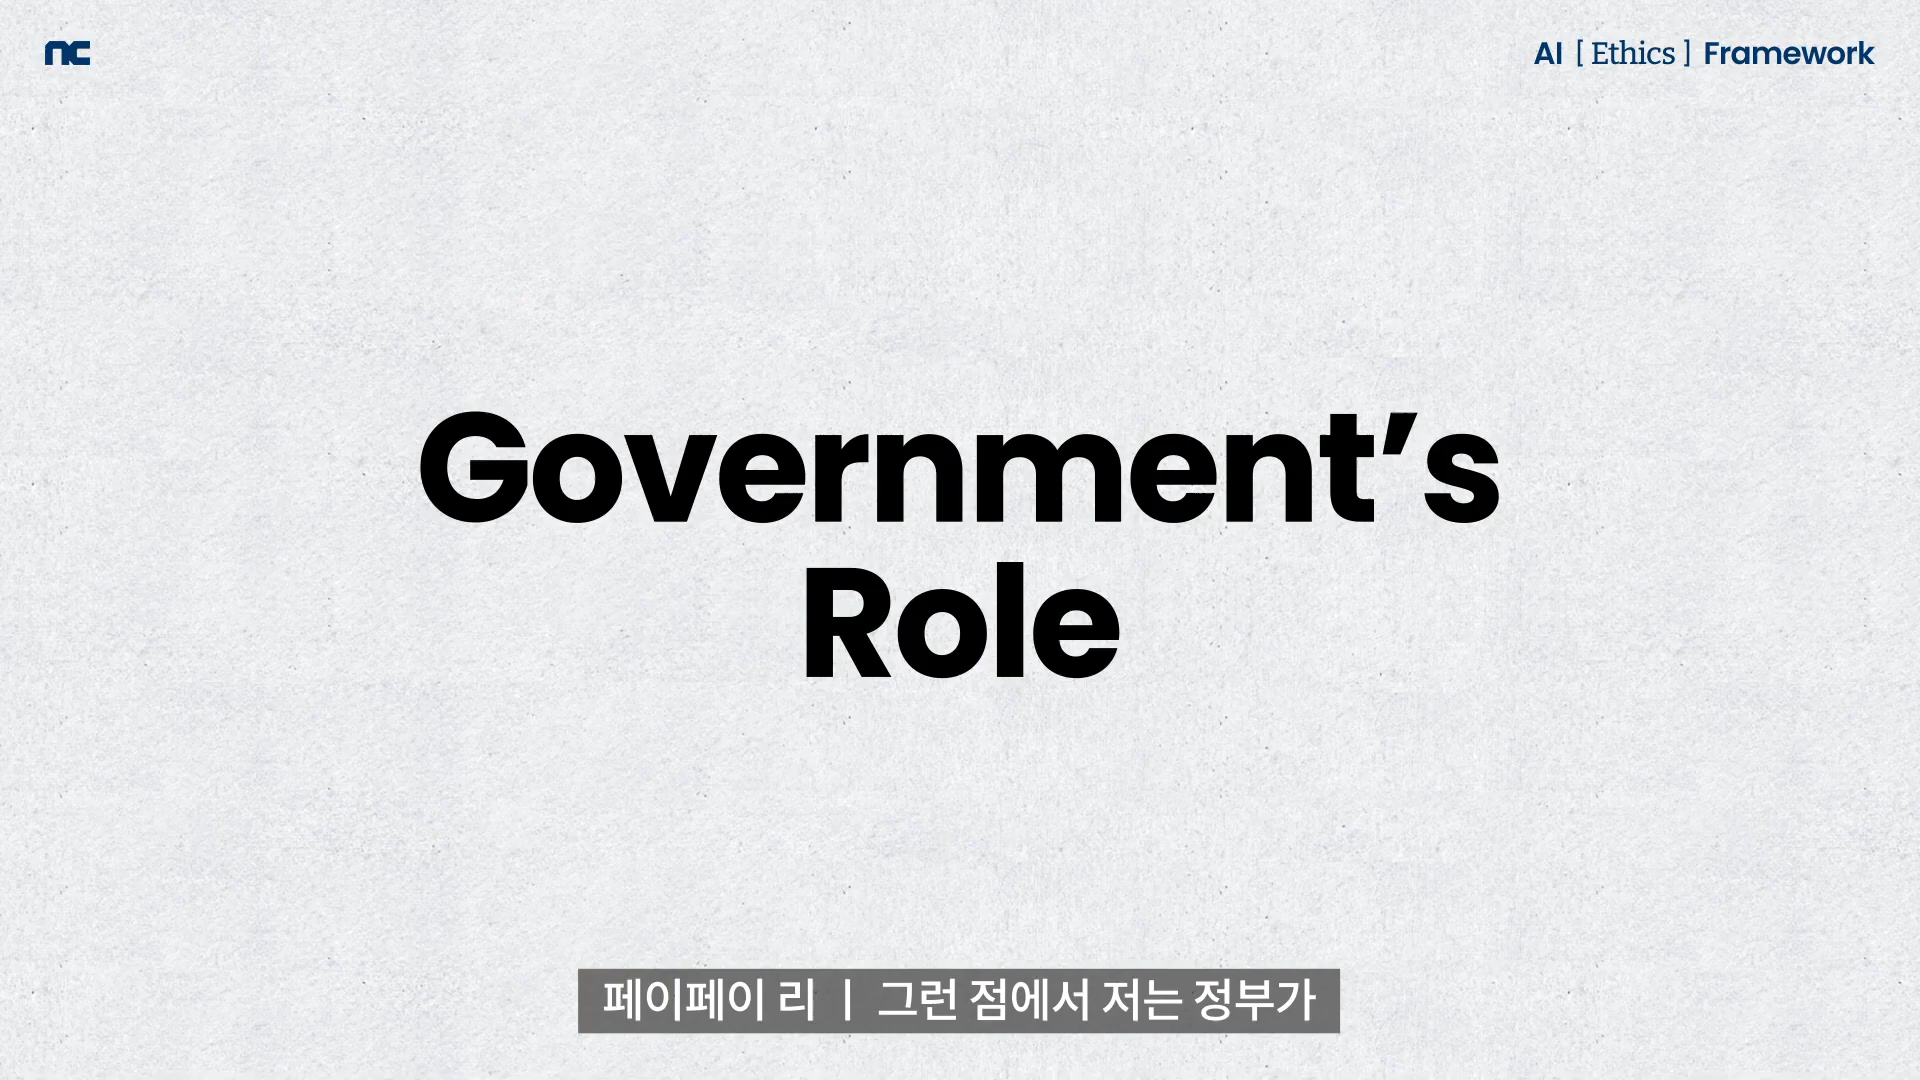 nc
AI [ Ethics ] Framework
Government’s
Role
페이페이 리 ㅣ 그런 점에서 저는 정부가